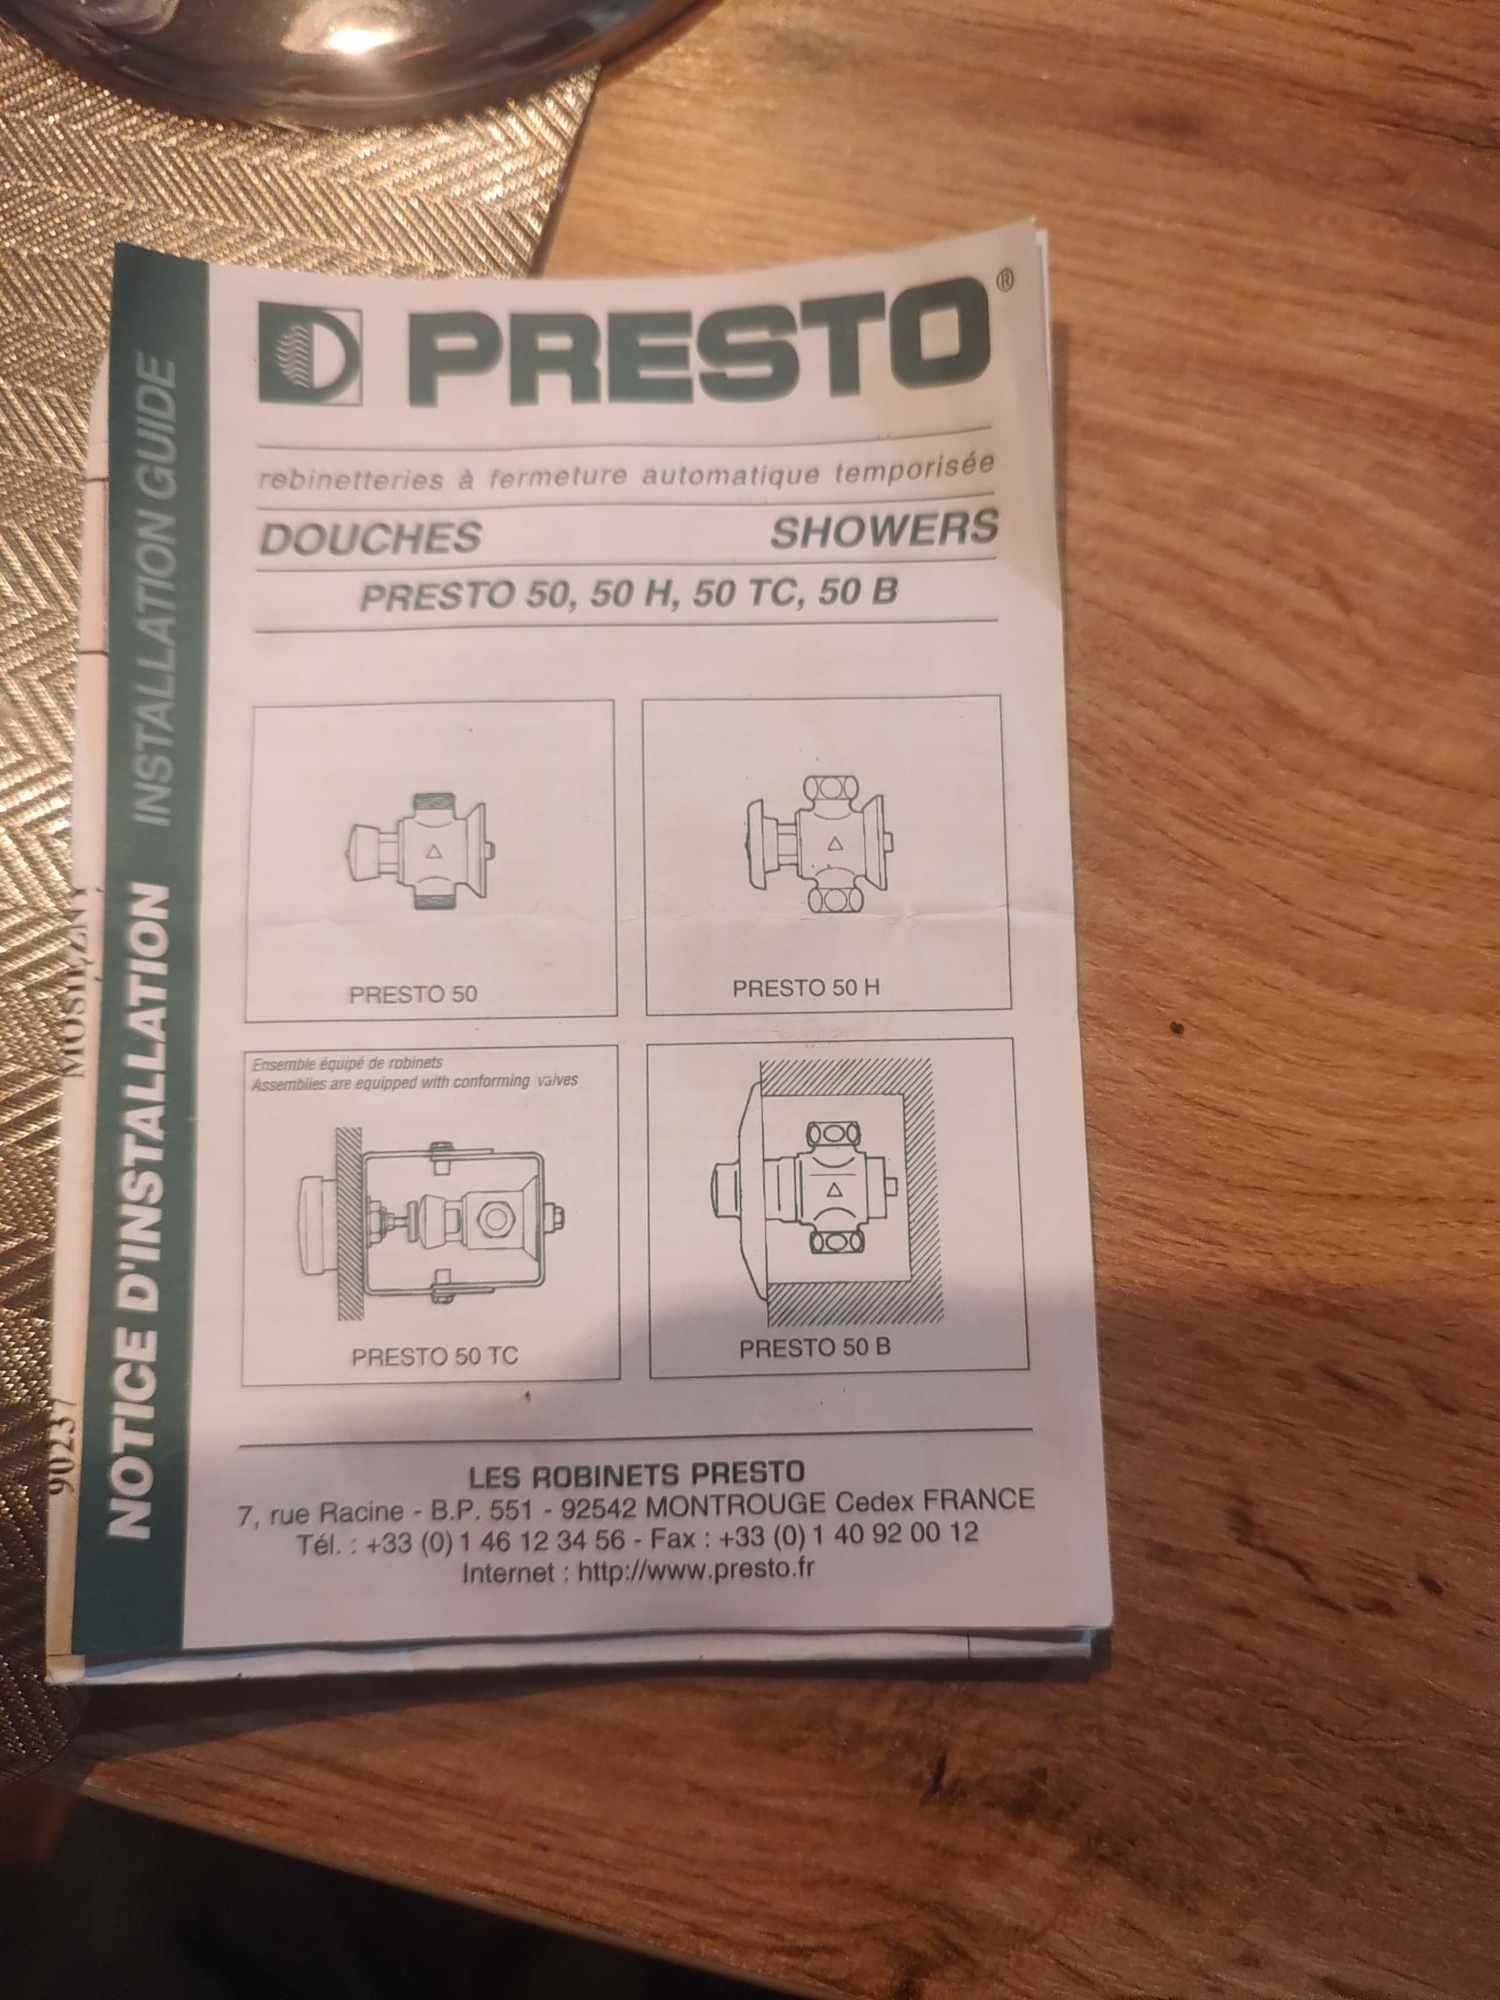 PRESTO®
robinetteries à fermeture automatique temporisée
DOUCHES SHOWERS
PRESTO 50, 50 H, 50 TC, 50 B
PRESTO 50
PRESTO 50 H
Ensemble équipé de robinets
Assemblies are equipped with conforming valves
PRESTO 50 TC
PRESTO 50 B
LES ROBINETS PRESTO
7, rue Racine - B.P. 551 - 92542 MONTROUGE Cedex FRANCE
Tél. : +33 (0) 1 46 12 34 56 - Fax : +33 (0) 1 40 92 00 12
Internet : http://www.presto.fr
NOTICE D'INSTALLATION INSTALLATION GUIDE
90237